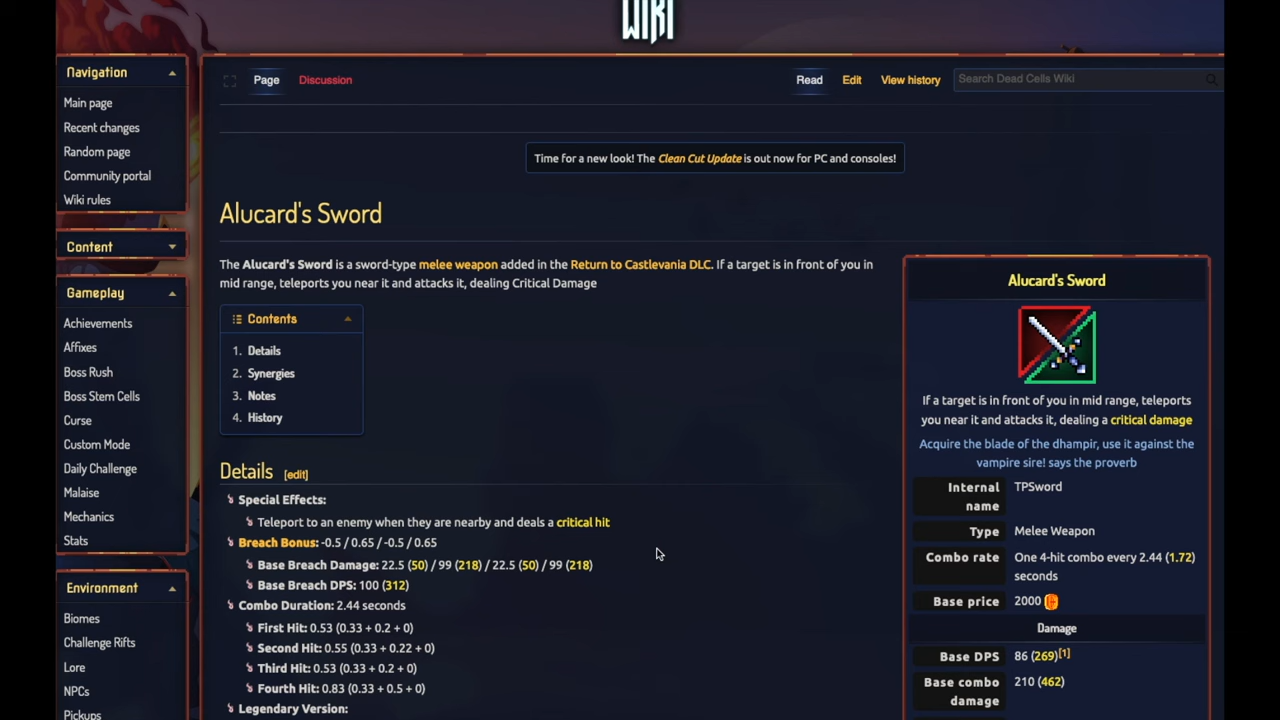 WIKI
Navigation
Main page
Recent changes
Random page
Community portal
Wiki rules
Content
Gameplay
Achievements
Affixes
Boss Rush
Boss Stem Cells
Curse
Custom Mode
Daily Challenge
Malaise
Mechanics
Stats
Environment
Biomes
Challenge Rifts
Lore
NPCs
Pickups
Page Discussion Read Edit View history Search Dead Cells Wiki
Time for a new look! The Clean Cut Update is out now for PC and consoles!
Alucard's Sword
The Alucard's Sword is a sword-type melee weapon added in the Return to Castlevania DLC. If a target is in front of you in
mid range, teleports you near it and attacks it, dealing Critical Damage
Contents
1. Details
2. Synergies
3. Notes
4. History
Details [edit]
Special Effects:
Teleport to an enemy when they are nearby and deals a critical hit
Breach Bonus: -0.5 / 0.65 / -0.5 / 0.65
Base Breach Damage: 22.5 (50) / 99 (218) / 22.5 (50) / 99 (218)
Base Breach DPS: 100 (312)
Combo Duration: 2.44 seconds
First Hit: 0.53 (0.33 + 0.2 + 0)
Second Hit: 0.55 (0.33 + 0.22 + 0)
Third Hit: 0.53 (0.33 + 0.2 + 0)
Fourth Hit: 0.83 (0.33 + 0.5 + 0)
Legendary Version:
Alucard's Sword
If a target is in front of you in mid range, teleports
you near it and attacks it, dealing a critical damage
Acquire the blade of the dhampir, use it against the
vampire sire! says the proverb
Internal name TPSword
Type Melee Weapon
Combo rate One 4-hit combo every 2.44 (1.72)
seconds
Base price 2000
Damage
Base DPS 86 (269)[1]
Base combo damage 210 (462)